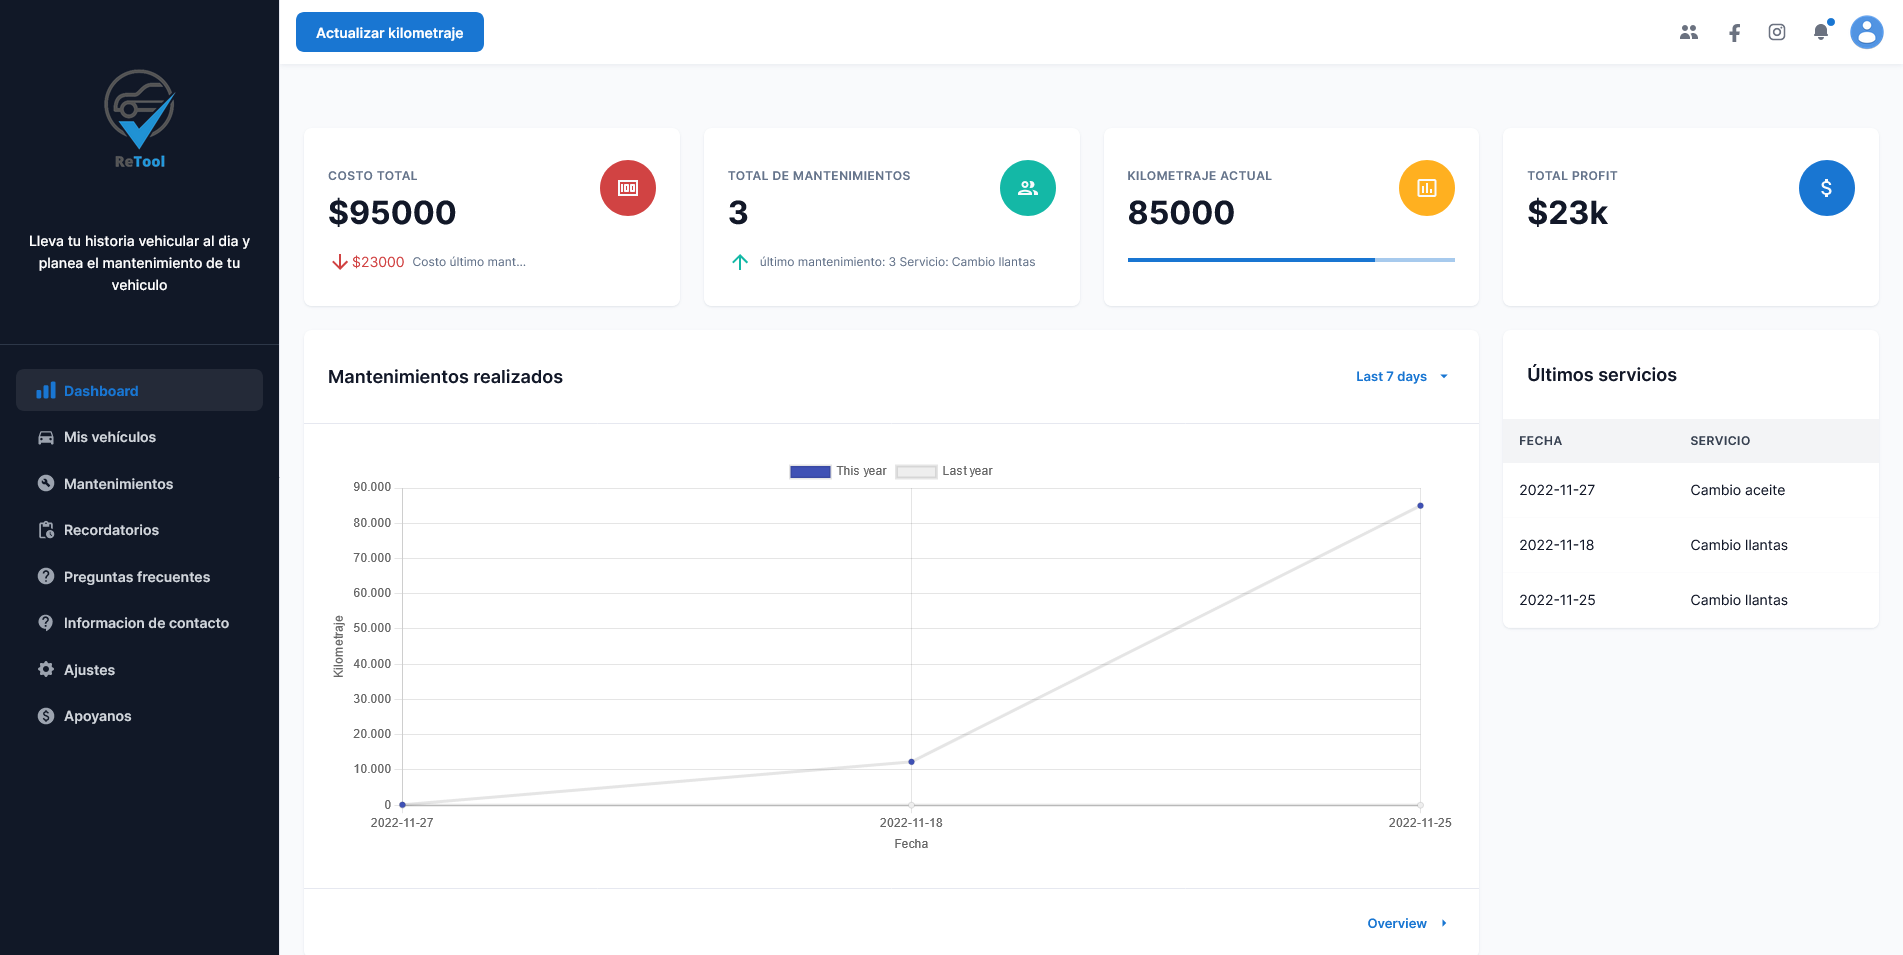 ReTool
Lleva tu historia vehicular al dia y
planea el mantenimiento de tu
vehiculo
Dashboard
Mis vehículos
Mantenimientos
Recordatorios
Preguntas frecuentes
Informacion de contacto
Ajustes
Apoyanos
Actualizar kilometraje
COSTO TOTAL
$95000
$23000 Costo último mant...
TOTAL DE MANTENIMIENTOS
3
último mantenimiento: 3 Servicio: Cambio llantas
KILOMETRAJE ACTUAL
85000
TOTAL PROFIT
$23k
Mantenimientos realizados
Last 7 days
This year
Last year
90.000
80.000
70.000
60.000
50.000
40.000
30.000
20.000
10.000
0
Kilometraje
2022-11-27
2022-11-18
2022-11-25
Fecha
Overview
Últimos servicios
FECHA SERVICIO
2022-11-27 Cambio aceite
2022-11-18 Cambio llantas
2022-11-25 Cambio llantas